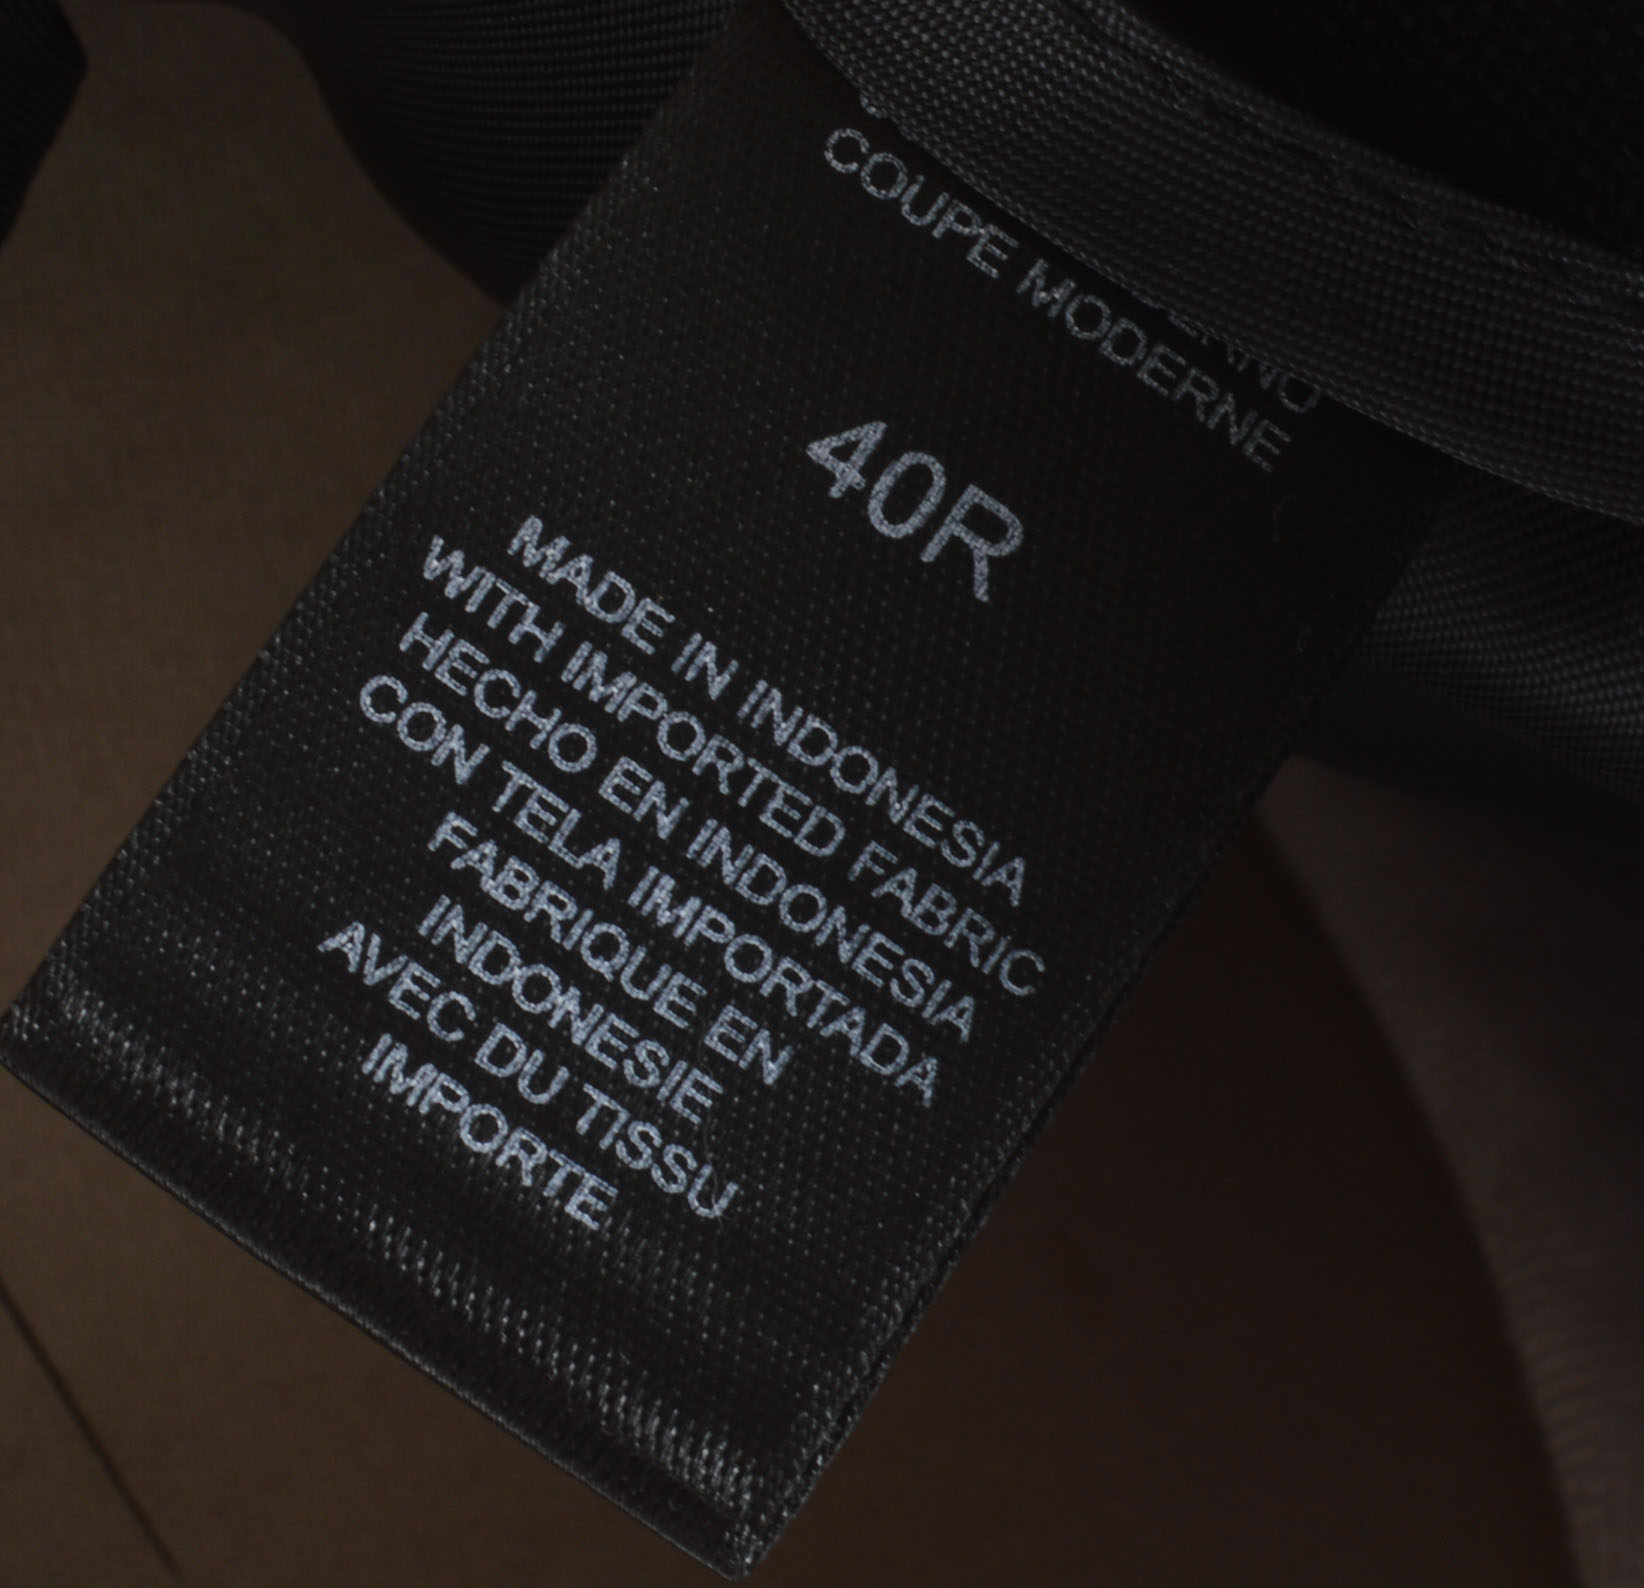 COUPE MODERNE
40R
MADE IN INDONESIA
WITH IMPORTED FABRIC
HECHO EN INDONESIA
CON TELA IMPORTADA
FABRIQUE EN
INDONESIE
AVEC DU TISSU
IMPORTE